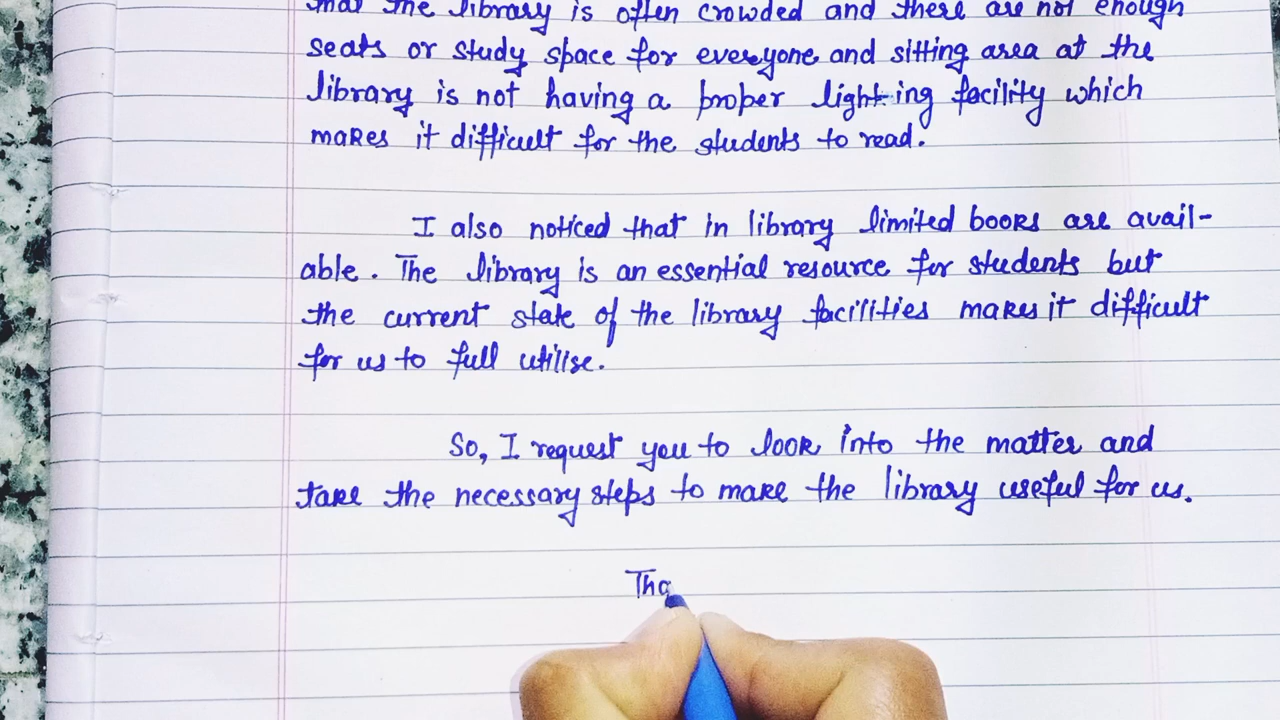 that the library is often crowded and there are not enough
seats or study space for everyone and sitting area at the
library is not having a proper lighting facility which
makes it difficult for the students to read.
I also noticed that in library limited books are avail-
able. The library is an essential resource for students but
the current state of the library facilities makes it difficult
for us to full utilise.
So, I request you to look into the matter and
take the necessary steps to make the library useful for us.
Tha